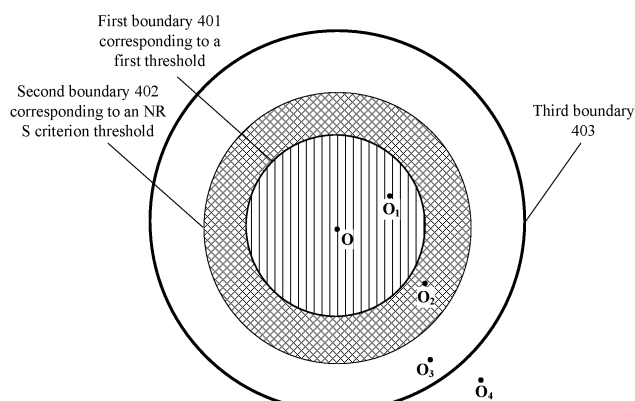 First boundary 401
corresponding to a
first threshold
Second boundary 402
corresponding to an NR
S criterion threshold
Third boundary
403
O₁
O
O₂
O₃
O₄